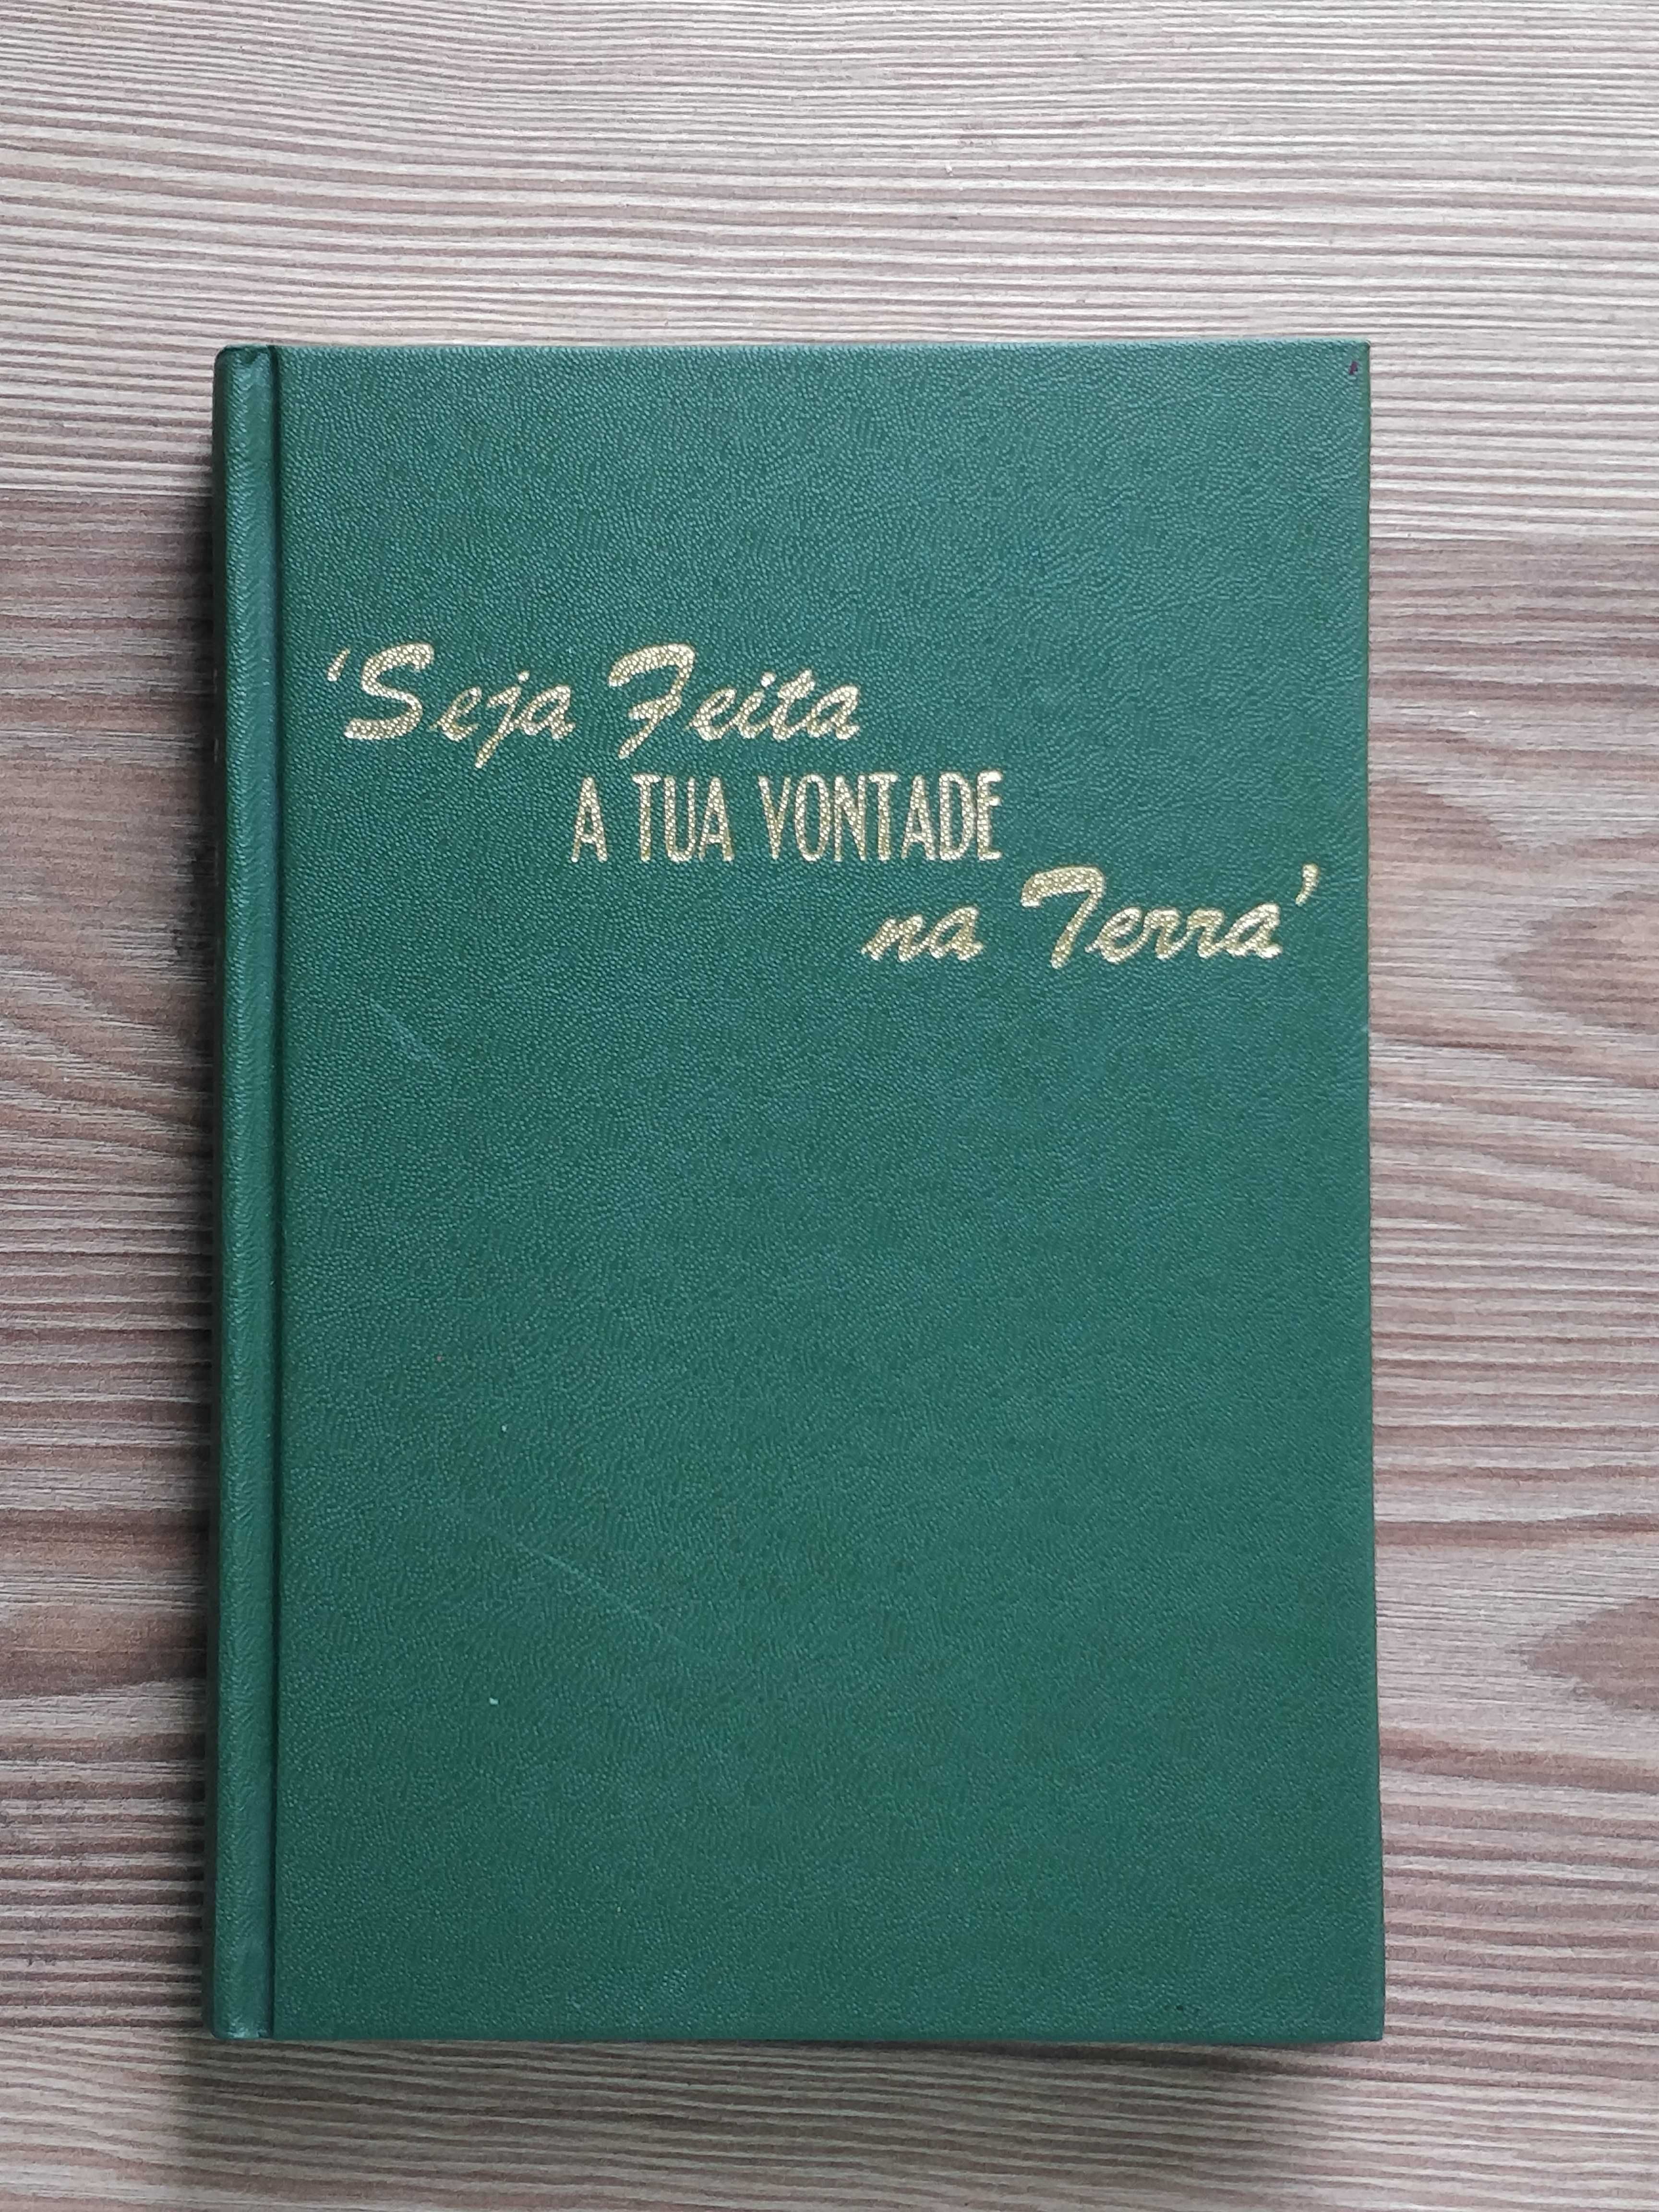 ‘Seja Feita
A TUA VONTADE
na Terra’